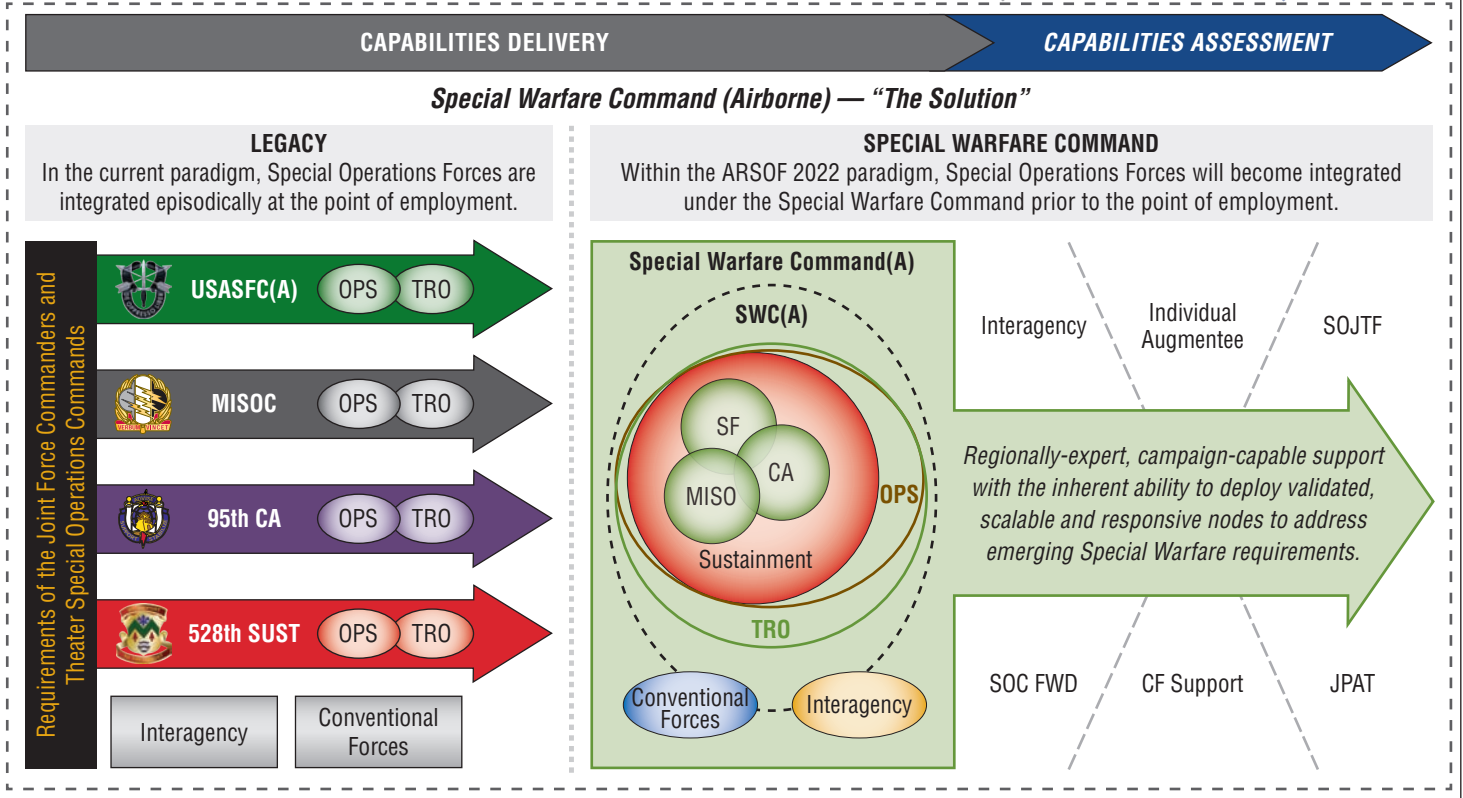 CAPABILITIES DELIVERY
CAPABILITIES ASSESSMENT
Special Warfare Command (Airborne) — “The Solution”
LEGACY
In the current paradigm, Special Operations Forces are
integrated episodically at the point of employment.
Requirements of the Joint Force Commanders and
Theater Special Operations Commands
USASFC(A)
OPS
TRO
MISOC
OPS
TRO
95th CA
OPS
TRO
528th SUST
OPS
TRO
Interagency
Conventional
Forces
SPECIAL WARFARE COMMAND
Within the ARSOF 2022 paradigm, Special Operations Forces will become integrated
under the Special Warfare Command prior to the point of employment.
Special Warfare Command(A)
SWC(A)
SF
CA
MISO
OPS
Sustainment
TRO
Conventional
Forces
Interagency
Interagency
Individual
Augmentee
SOJTF
Regionally-expert, campaign-capable support
with the inherent ability to deploy validated,
scalable and responsive nodes to address
emerging Special Warfare requirements.
SOC FWD
CF Support
JPAT